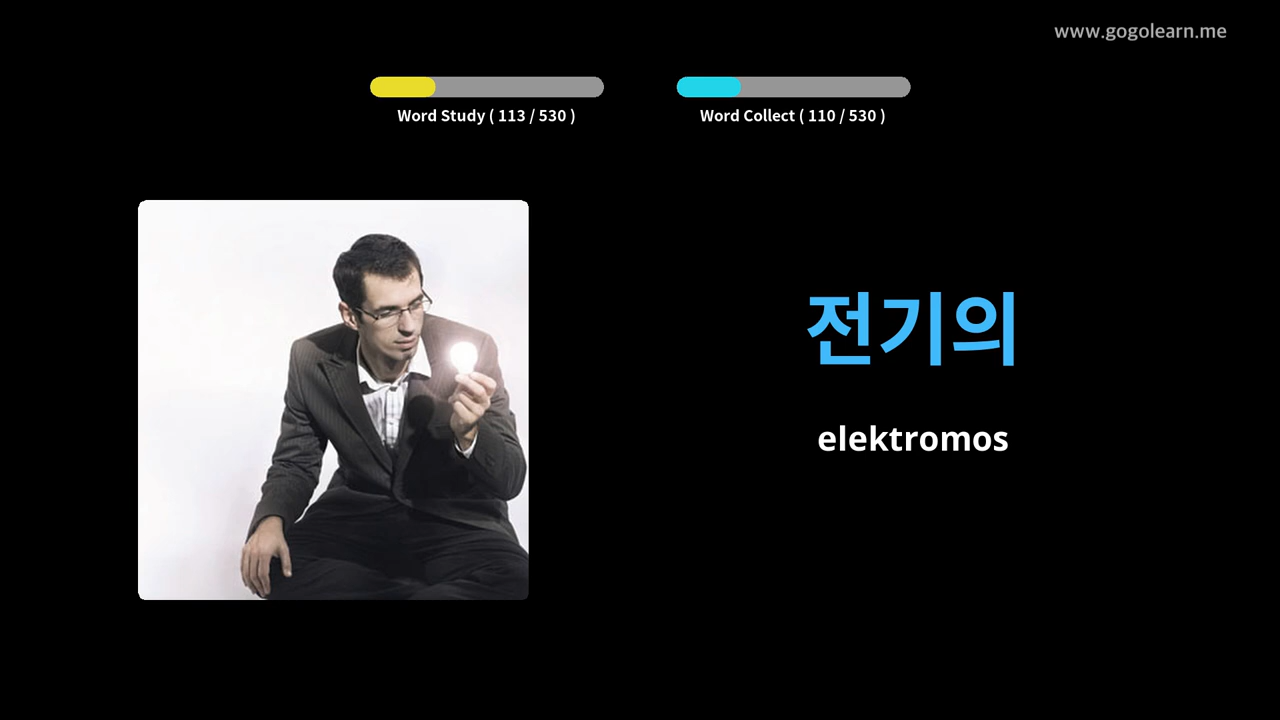 www.gogolearn.me
Word Study ( 113 / 530 )
Word Collect ( 110 / 530 )
전기의
elektromos